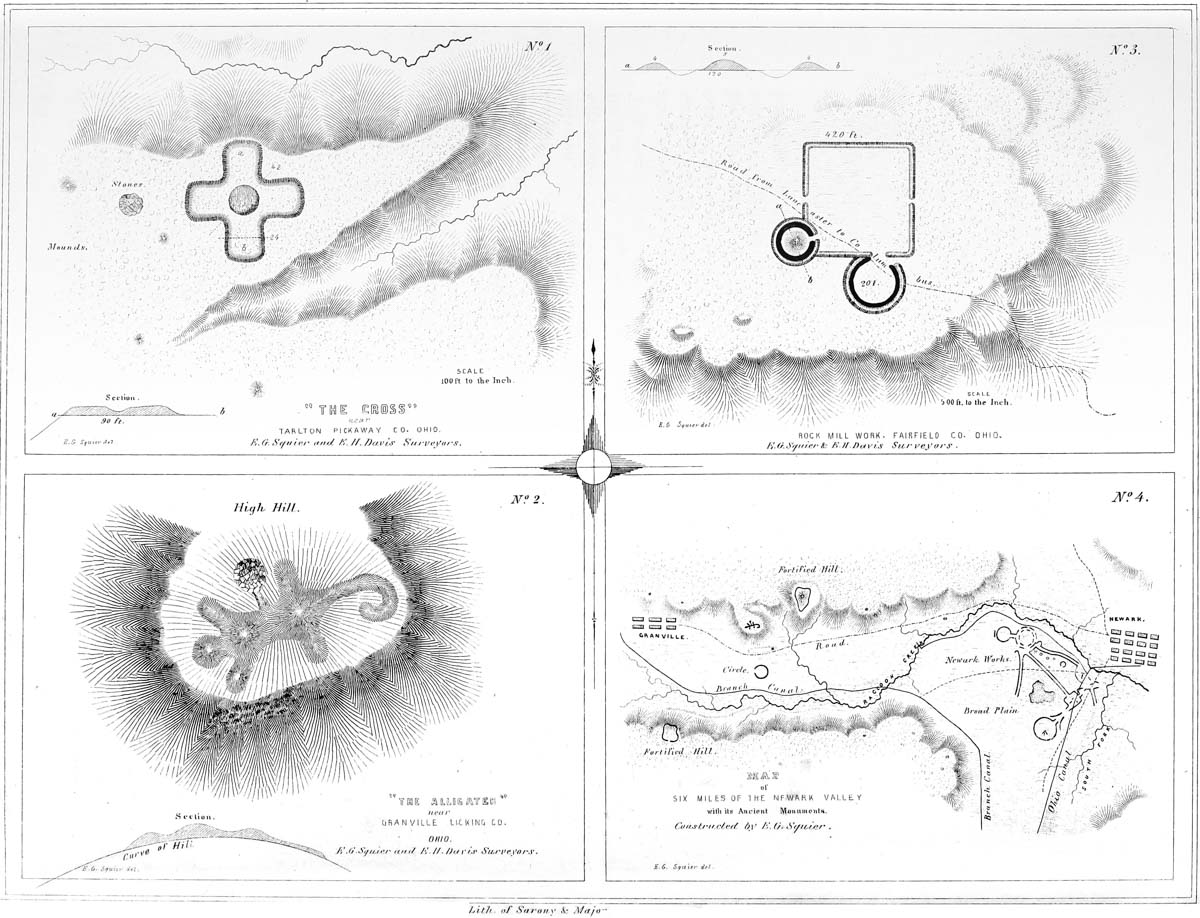 Nº 1
a
42
Stones.
Mounds.
24
b
SCALE
100 ft to the Inch.
Section.
a
b
90 ft.
"THE CROSS"
near
TARLTON PICKAWAY CO. OHIO.
E.G. Squier and E.H. Davis Surveyors.
E.G. Squier del.
Nº 3.
Section.
a
4
4
b
120
420 ft.
Road from Lancaster to Columbus.
a
b
201.
SCALE
500 ft. to the Inch.
E.G. Squier del.
ROCK MILL WORK, FAIRFIELD CO. OHIO.
E.G. Squier & E.H. Davis Surveyors.
Nº 2.
High Hill.
"THE ALLIGATOR"
near
GRANVILLE LICKING CO.
OHIO.
E.G. Squier and E.H. Davis Surveyors.
Section.
Curve of Hill
E.G. Squier del.
Nº 4.
Fortified Hill.
GRANVILLE.
NEWARK.
Road.
Circle.
Newark Works.
Branch Canal.
RACCOON CREEK
Broad Plain
Fortified Hill.
Branch Canal.
Ohio Canal
SOUTH FORK
MAP
of
SIX MILES OF THE NEWARK VALLEY
with its Ancient Monuments.
Constructed by E.G. Squier.
E.G. Squier del.
Lith. of Sarony & Major